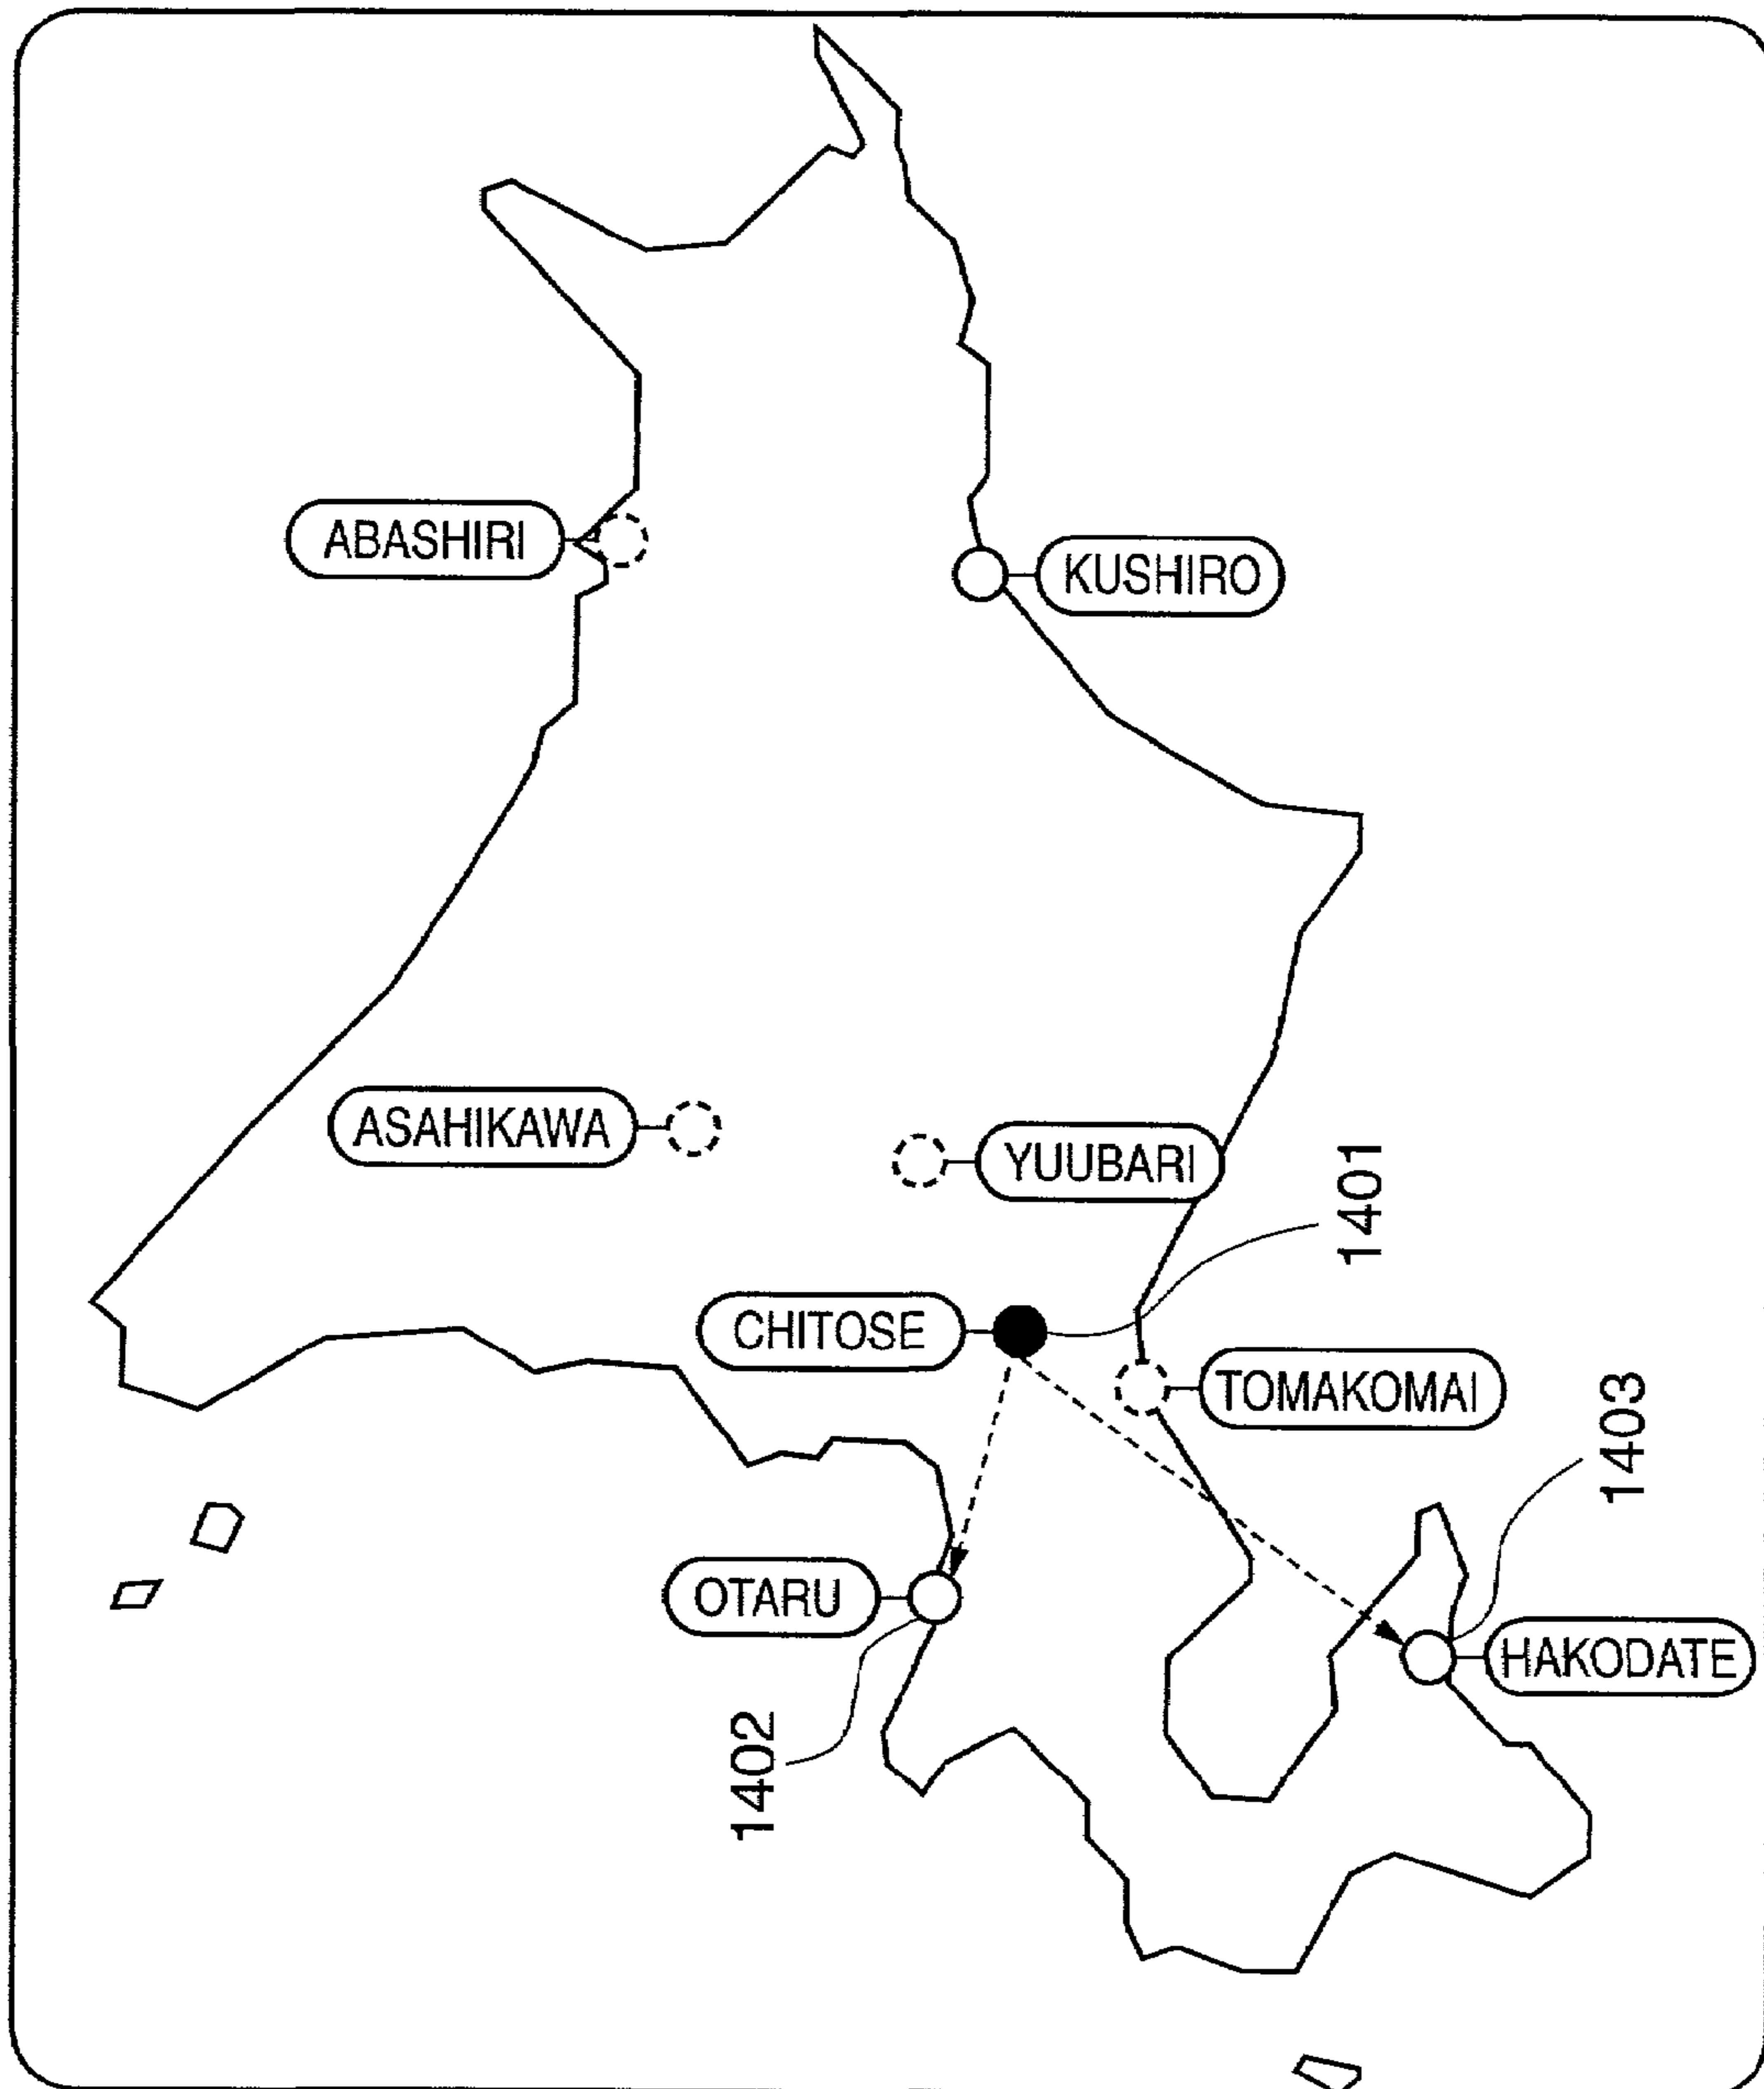 ABASHIRI
KUSHIRO
ASAHIKAWA
YUUBARI
1401
CHITOSE
TOMAKOMAI
1403
OTARU
HAKODATE
1402